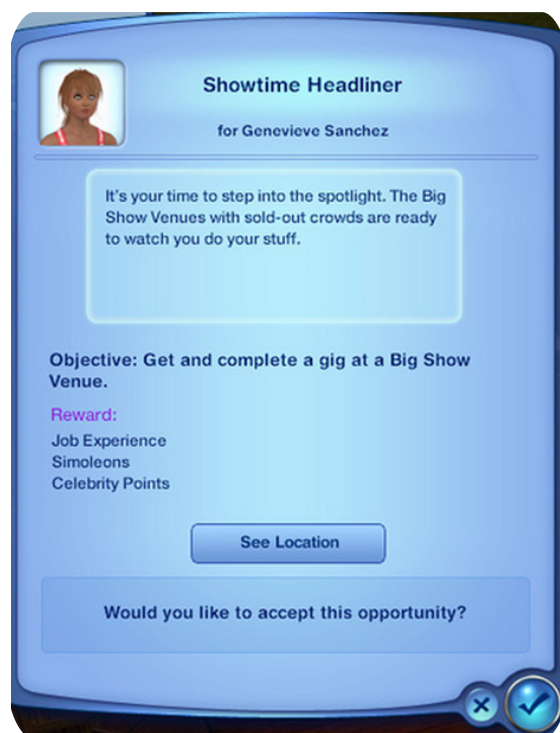 Showtime Headliner
for Genevieve Sanchez
It's your time to step into the spotlight. The Big
Show Venues with sold-out crowds are ready
to watch you do your stuff.
Objective: Get and complete a gig at a Big Show
Venue.
Reward:
Job Experience
Simoleons
Celebrity Points
See Location
Would you like to accept this opportunity?